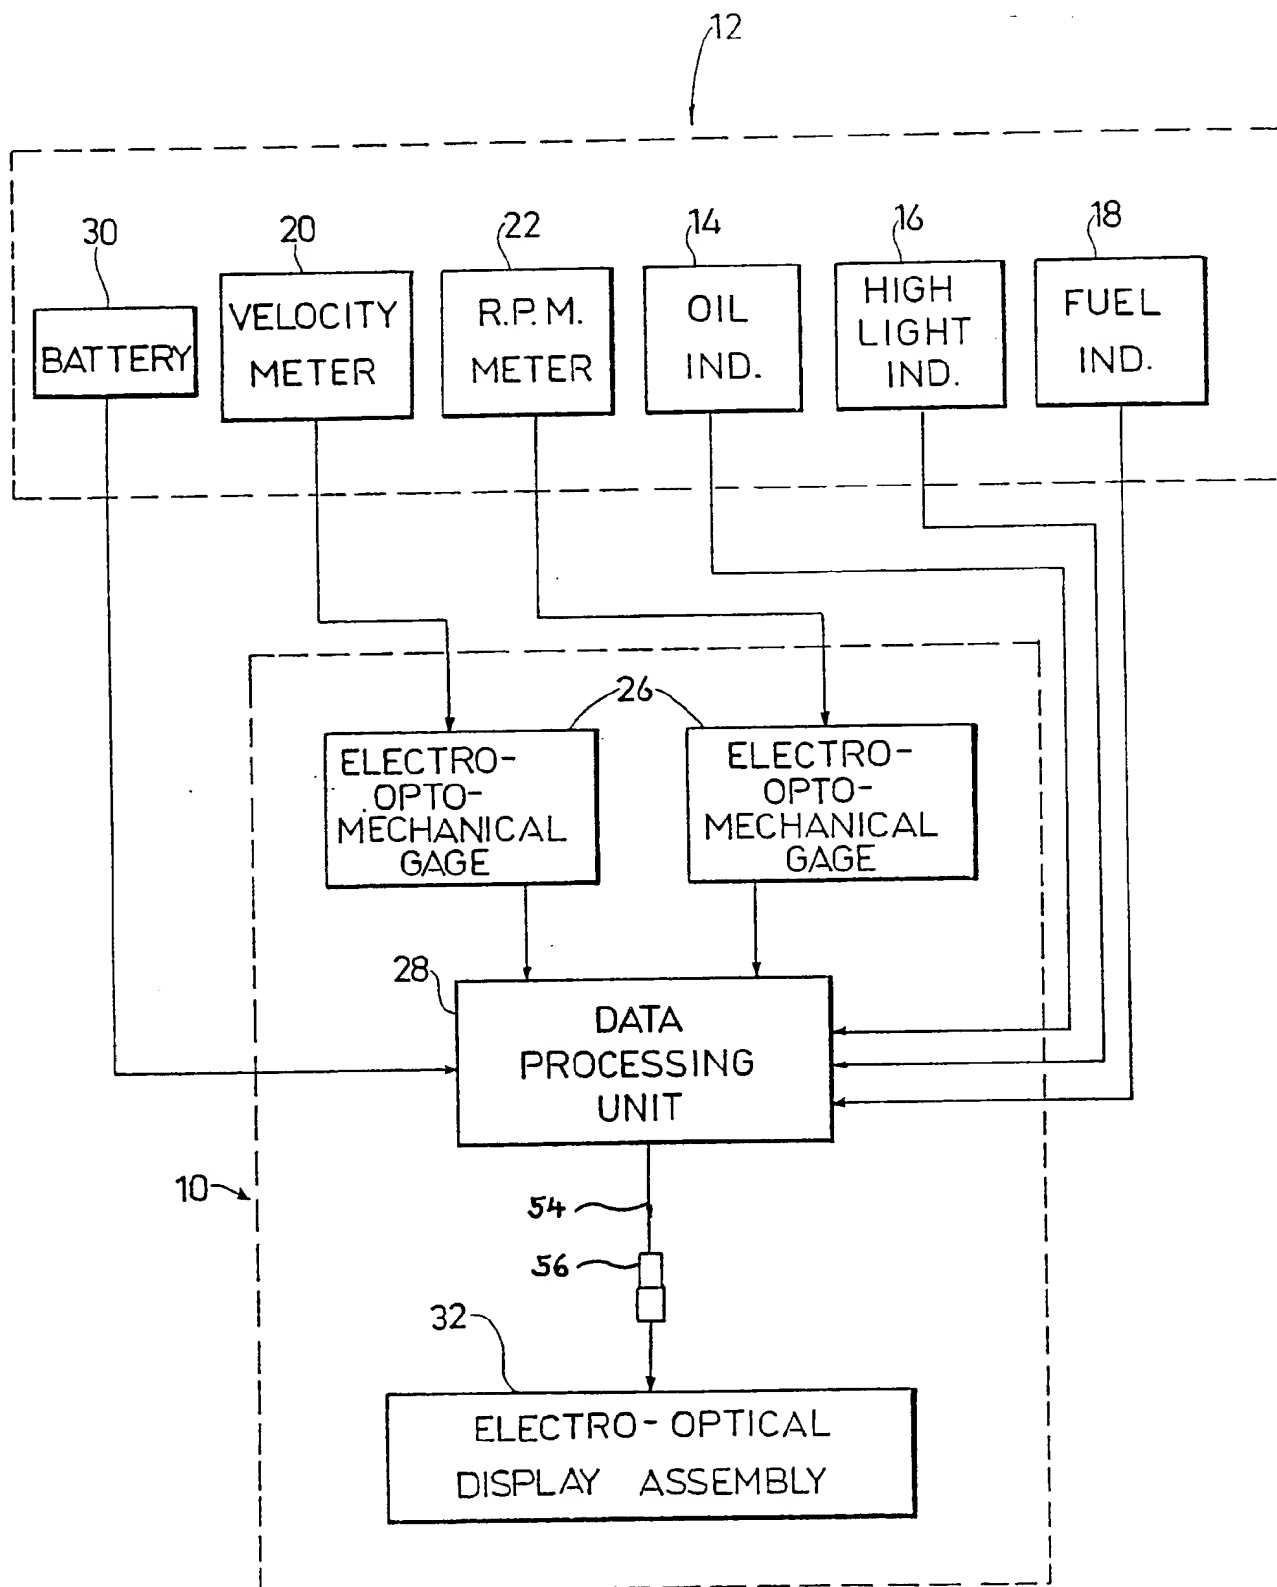 12
30
20
22
14
16
18
BATTERY
VELOCITY
METER
R.P.M.
METER
OIL
IND.
HIGH
LIGHT
IND.
FUEL
IND.
26
ELECTRO-
OPTO-
MECHANICAL
GAGE
ELECTRO-
OPTO-
MECHANICAL
GAGE
28
DATA
PROCESSING
UNIT
10
54
56
32
ELECTRO-OPTICAL
DISPLAY ASSEMBLY